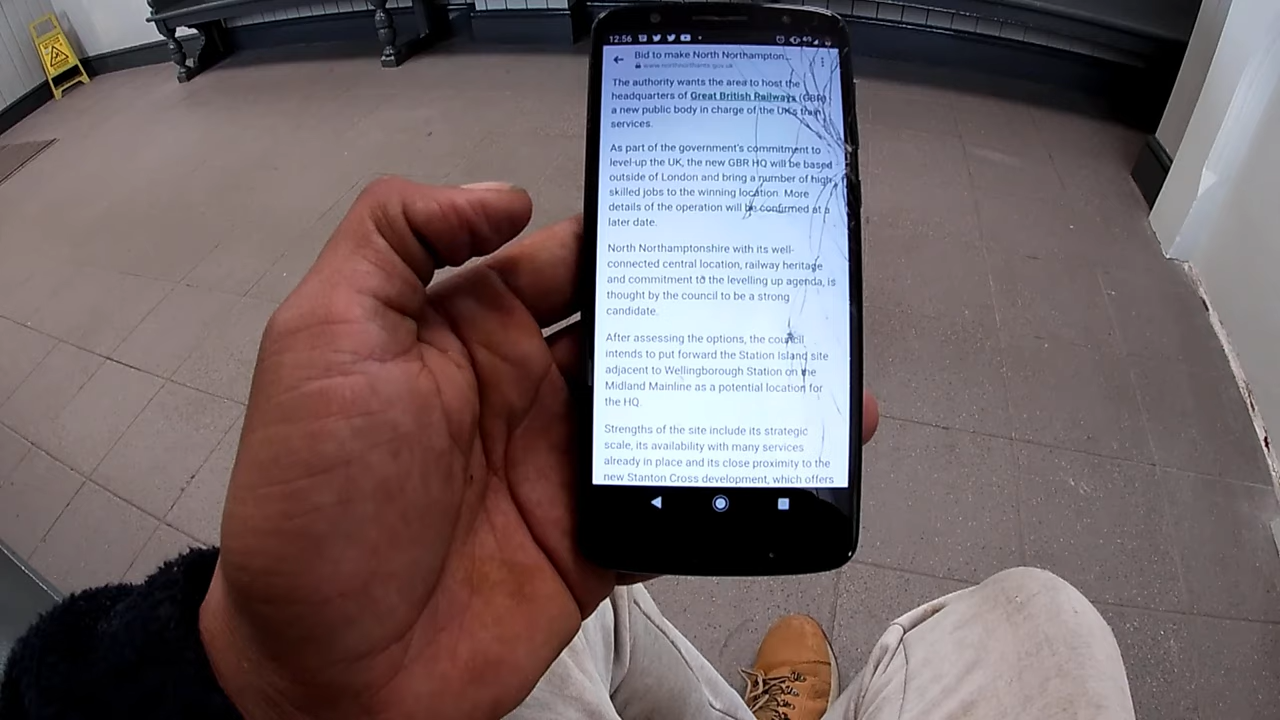 12:56
4G
Bid to make North Northampton...
www.northnorthants.gov.uk
The authority wants the area to host the
headquarters of Great British Railways (GBR)
a new public body in charge of the UKs train
services.
As part of the government's commitment to
level-up the UK, the new GBR HQ will be based
outside of London and bring a number of high
skilled jobs to the winning location. More
details of the operation will be confirmed at a
later date.
North Northamptonshire with its well-
connected central location, railway heritage
and commitment to the levelling up agenda, is
thought by the council to be a strong
candidate.
After assessing the options, the council
intends to put forward the Station Island site
adjacent to Wellingborough Station on the
Midland Mainline as a potential location for
the HQ.
Strengths of the site include its strategic
scale, its availability with many services
already in place and its close proximity to the
new Stanton Cross development, which offers